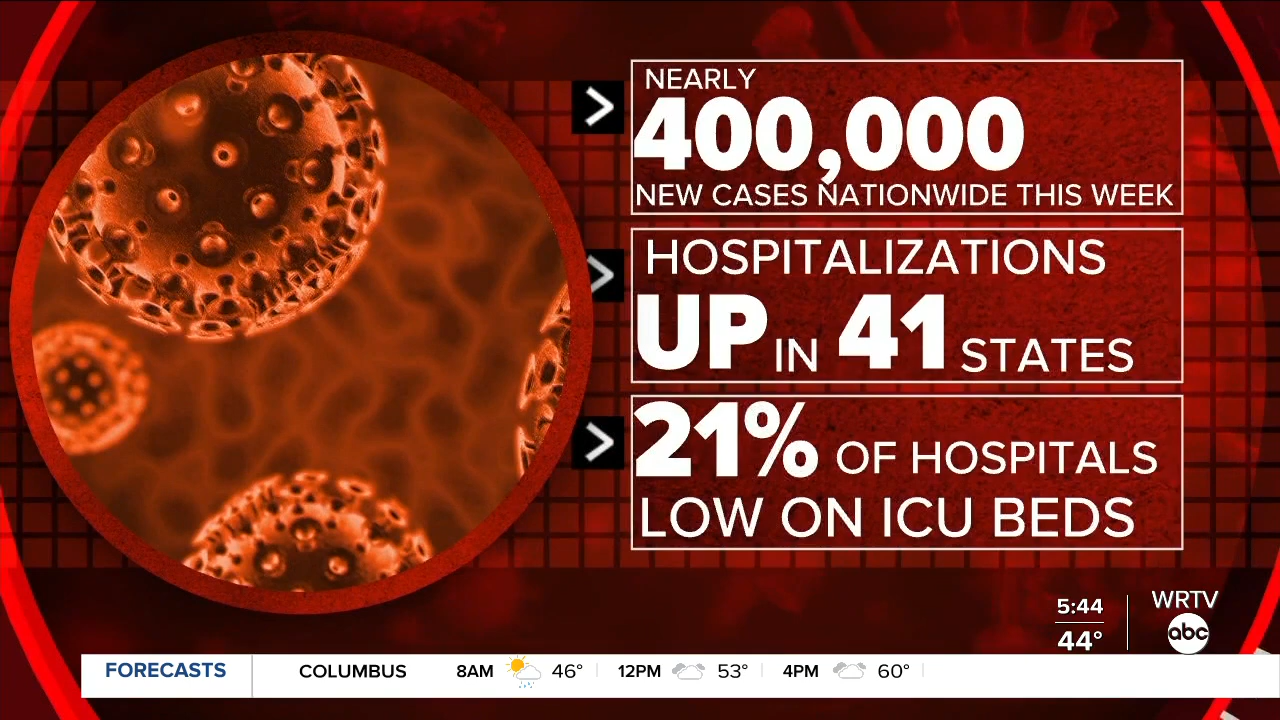 NEARLY
400,000
NEW CASES NATIONWIDE THIS WEEK
HOSPITALIZATIONS
UP IN 41 STATES
21% OF HOSPITALS
LOW ON ICU BEDS
5:44
44°
WRTV
abc
FORECASTS COLUMBUS 8AM 46° 12PM 53° 4PM 60°